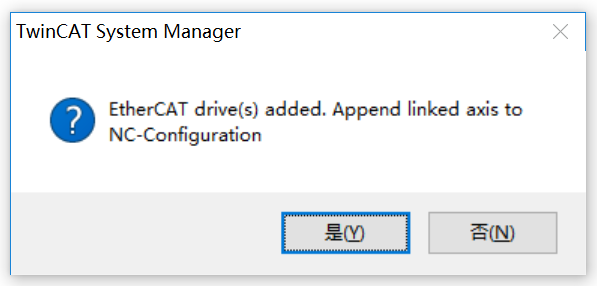 TwinCAT System Manager
EtherCAT drive(s) added. Append linked axis to
NC-Configuration
是(Y)
否(N)